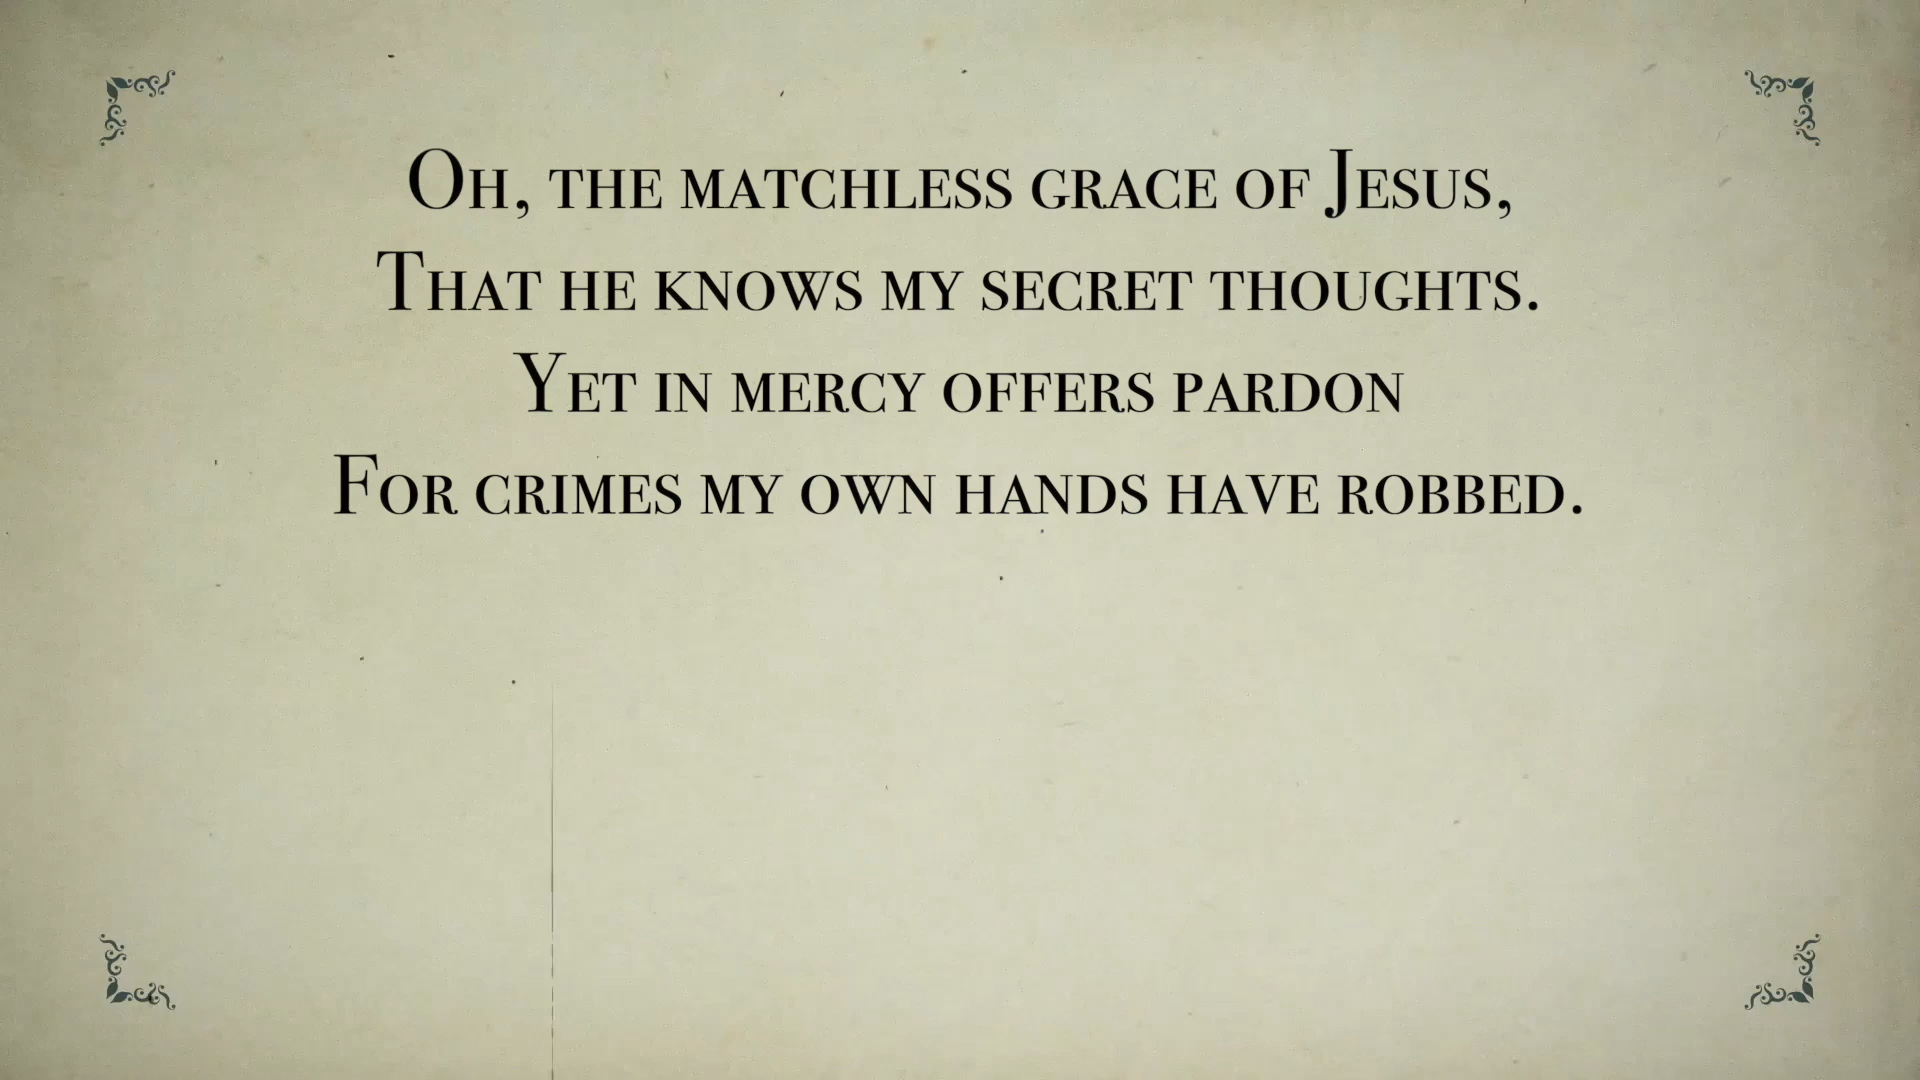 Oh, the matchless grace of Jesus,
That he knows my secret thoughts.
Yet in mercy offers pardon
For crimes my own hands have robbed.